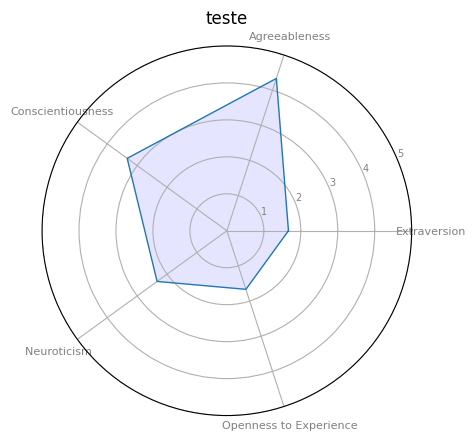 teste
Agreeableness
Conscientiousness
5
4
3
2
1
Extraversion
Neuroticism
Openness to Experience